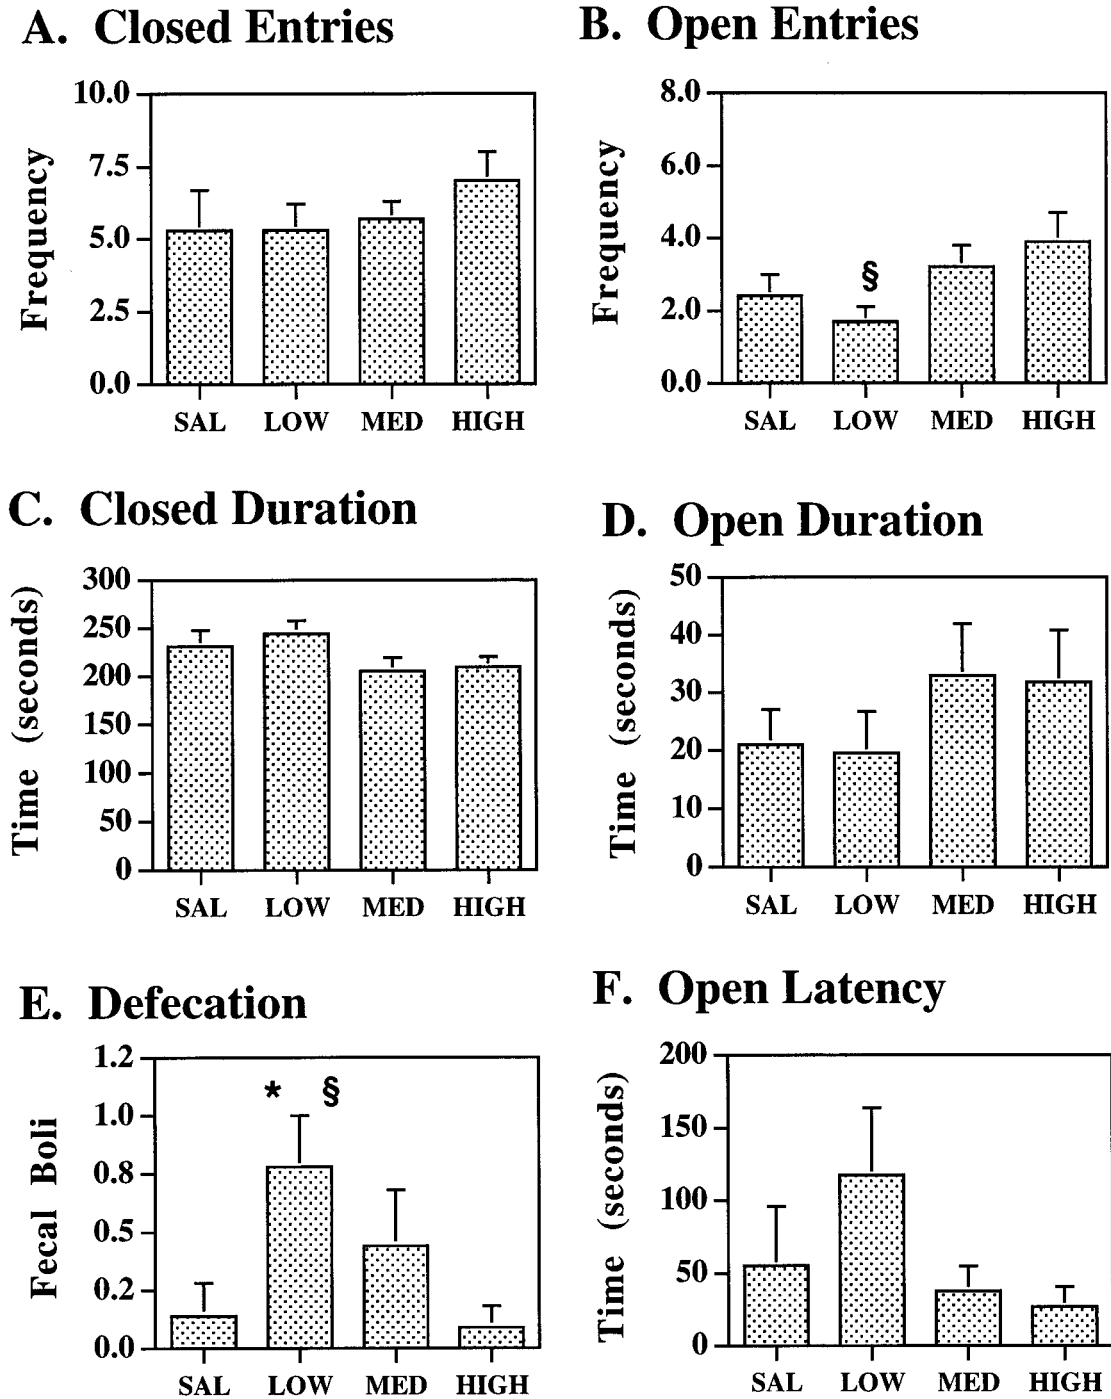 A. Closed Entries
Frequency
10.0
7.5
5.0
2.5
0.0
SAL LOW MED HIGH
B. Open Entries
Frequency
8.0
6.0
4.0
2.0
0.0
§
SAL LOW MED HIGH
C. Closed Duration
Time (seconds)
300
250
200
150
100
50
0
SAL LOW MED HIGH
D. Open Duration
Time (seconds)
50
40
30
20
10
0
SAL LOW MED HIGH
E. Defecation
Fecal Boli
1.2
1.0
0.8
0.5
0.2
0.0
* §
SAL LOW MED HIGH
F. Open Latency
Time (seconds)
200
150
100
50
0
SAL LOW MED HIGH